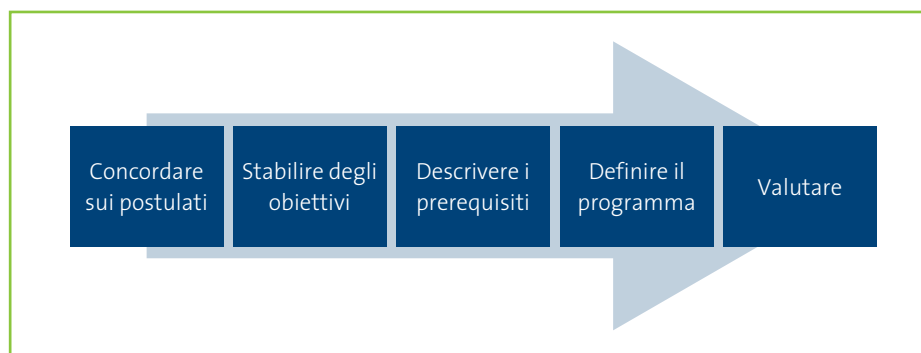 Concordare
sui postulati
Stabilire degli
obiettivi
Descrivere i
prerequisiti
Definire il
programma
Valutare